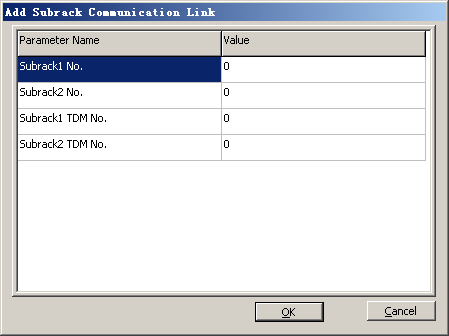 Add Subrack Communication Link
Parameter Name Value
Subrack1 No. 0
Subrack2 No. 0
Subrack1 TDM No. 0
Subrack2 TDM No. 0
OK Cancel